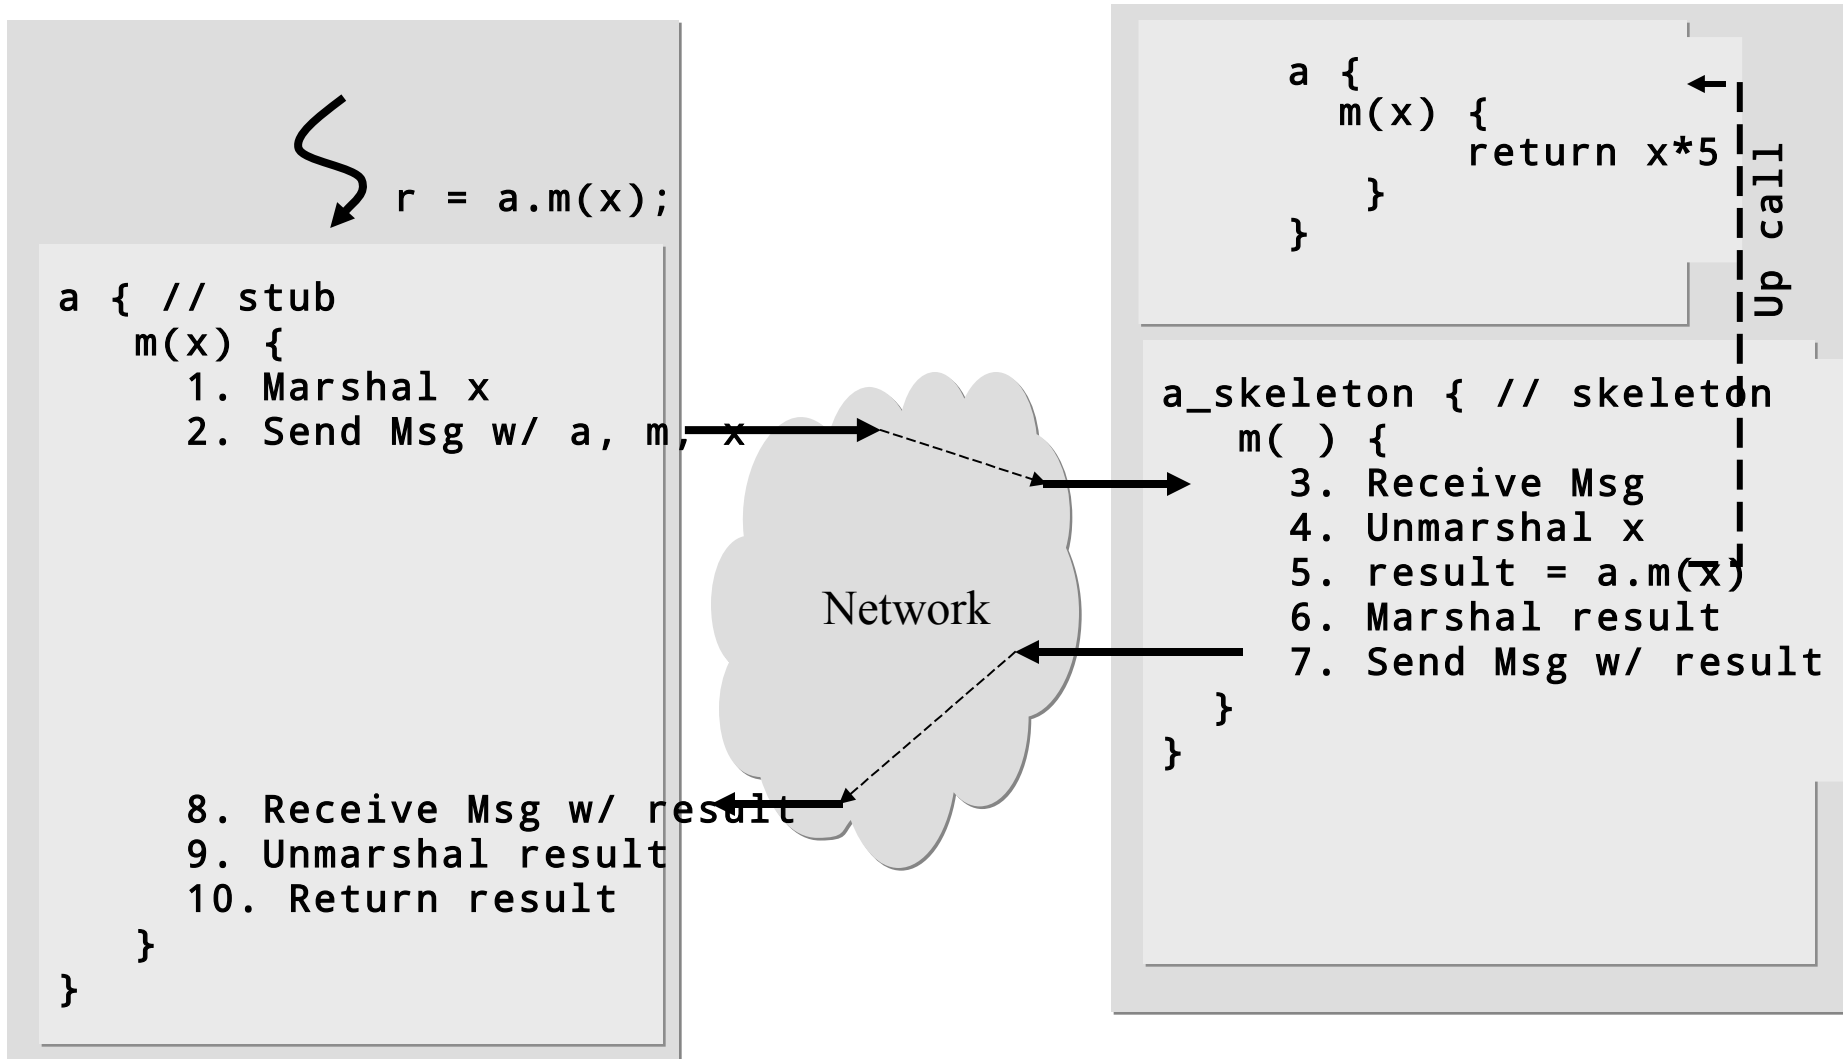 r = a.m(x);
a { // stub
m(x) {
1. Marshal x
2. Send Msg w/ a, m, x
8. Receive Msg w/ result
9. Unmarshal result
10. Return result
}
}
Network
a {
m(x) {
return x*5
}
}
Up call
a_skeleton { // skeleton
m( ) {
3. Receive Msg
4. Unmarshal x
5. result = a.m(x)
6. Marshal result
7. Send Msg w/ result
}
}